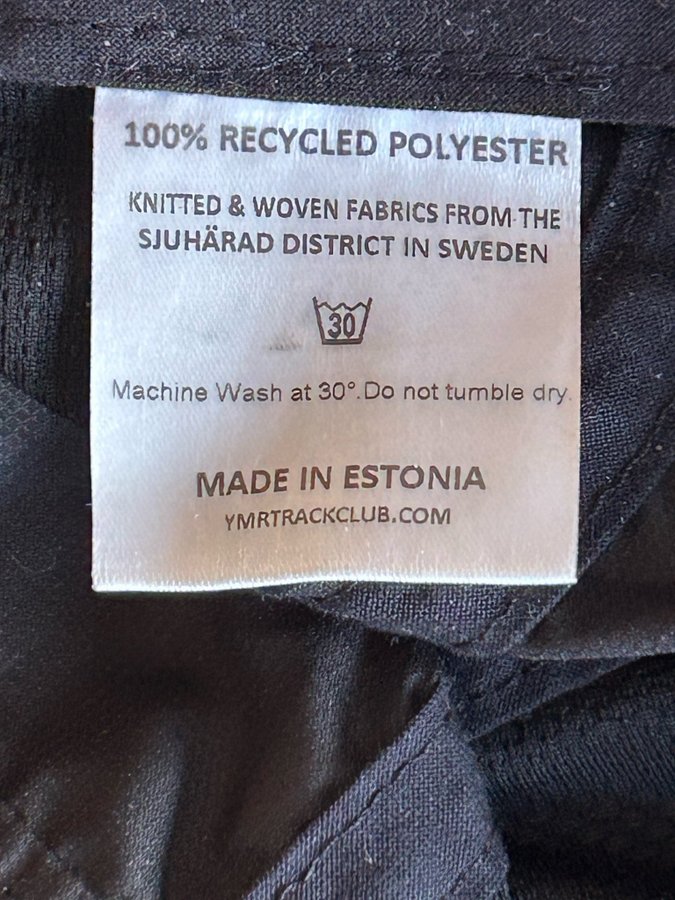 100% RECYCLED POLYESTER
KNITTED & WOVEN FABRICS FROM THE
SJUHÄRAD DISTRICT IN SWEDEN
30
Machine Wash at 30°.Do not tumble dry.
MADE IN ESTONIA
YMRTRACKCLUB.COM